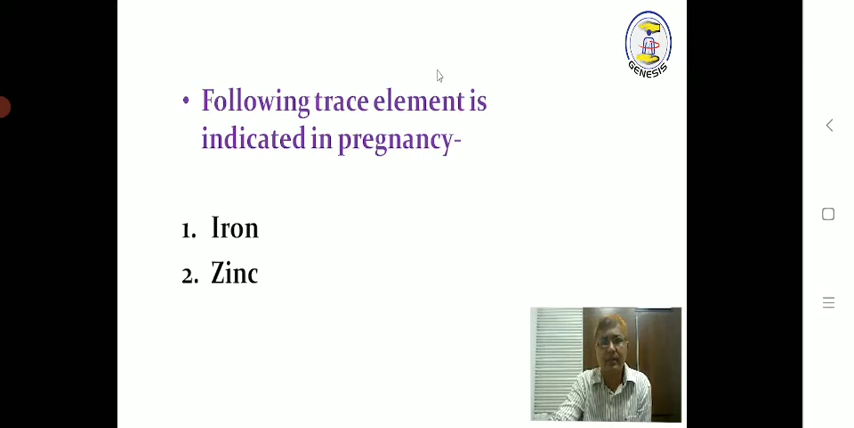 GENESIS
• Following trace element is
indicated in pregnancy-
1. Iron
2. Zinc